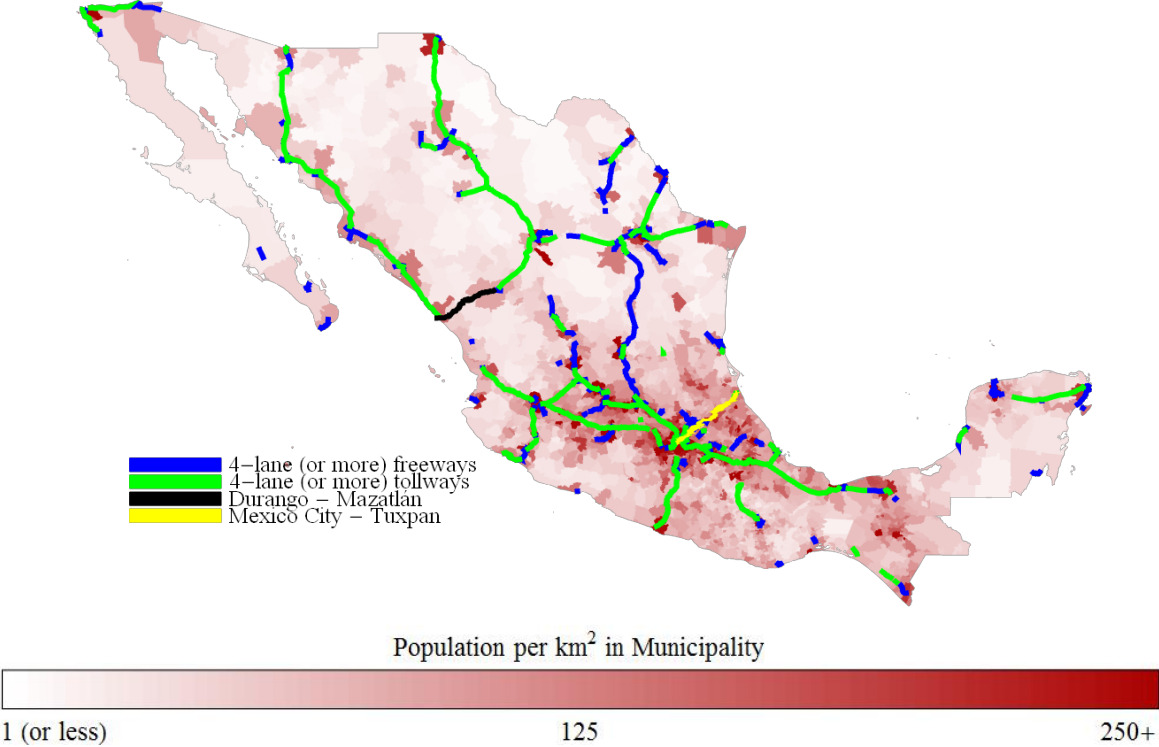 4−lane (or more) freeways
4−lane (or more) tollways
Durango − Mazatlán
Mexico City − Tuxpan
Population per km² in Municipality
1 (or less) 125 250+